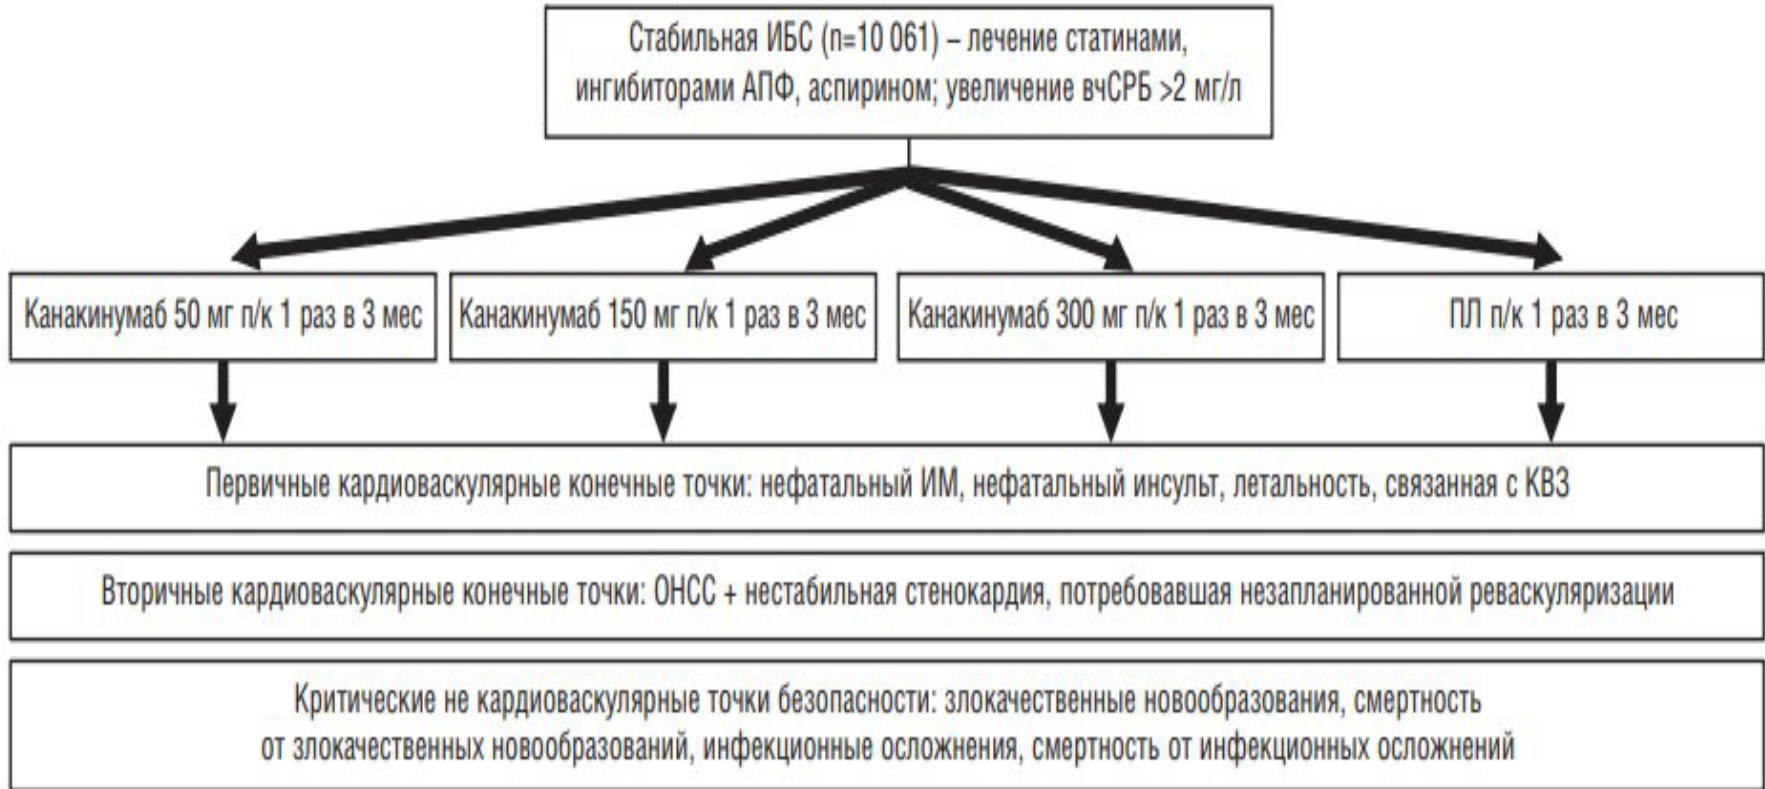 Стабильная ИБС (n=10 061) – лечение статинами,
ингибиторами АПФ, аспирином; увеличение вчСРБ >2 мг/л
Канакинумаб 50 мг п/к 1 раз в 3 мес
Канакинумаб 150 мг п/к 1 раз в 3 мес
Канакинумаб 300 мг п/к 1 раз в 3 мес
ПЛ п/к 1 раз в 3 мес
Первичные кардиоваскулярные конечные точки: нефатальный ИМ, нефатальный инсульт, летальность, связанная с КВЗ
Вторичные кардиоваскулярные конечные точки: ОНСС + нестабильная стенокардия, потребовавшая незапланированной реваскуляризации
Критические не кардиоваскулярные точки безопасности: злокачественные новообразования, смертность
от злокачественных новообразований, инфекционные осложнения, смертность от инфекционных осложнений